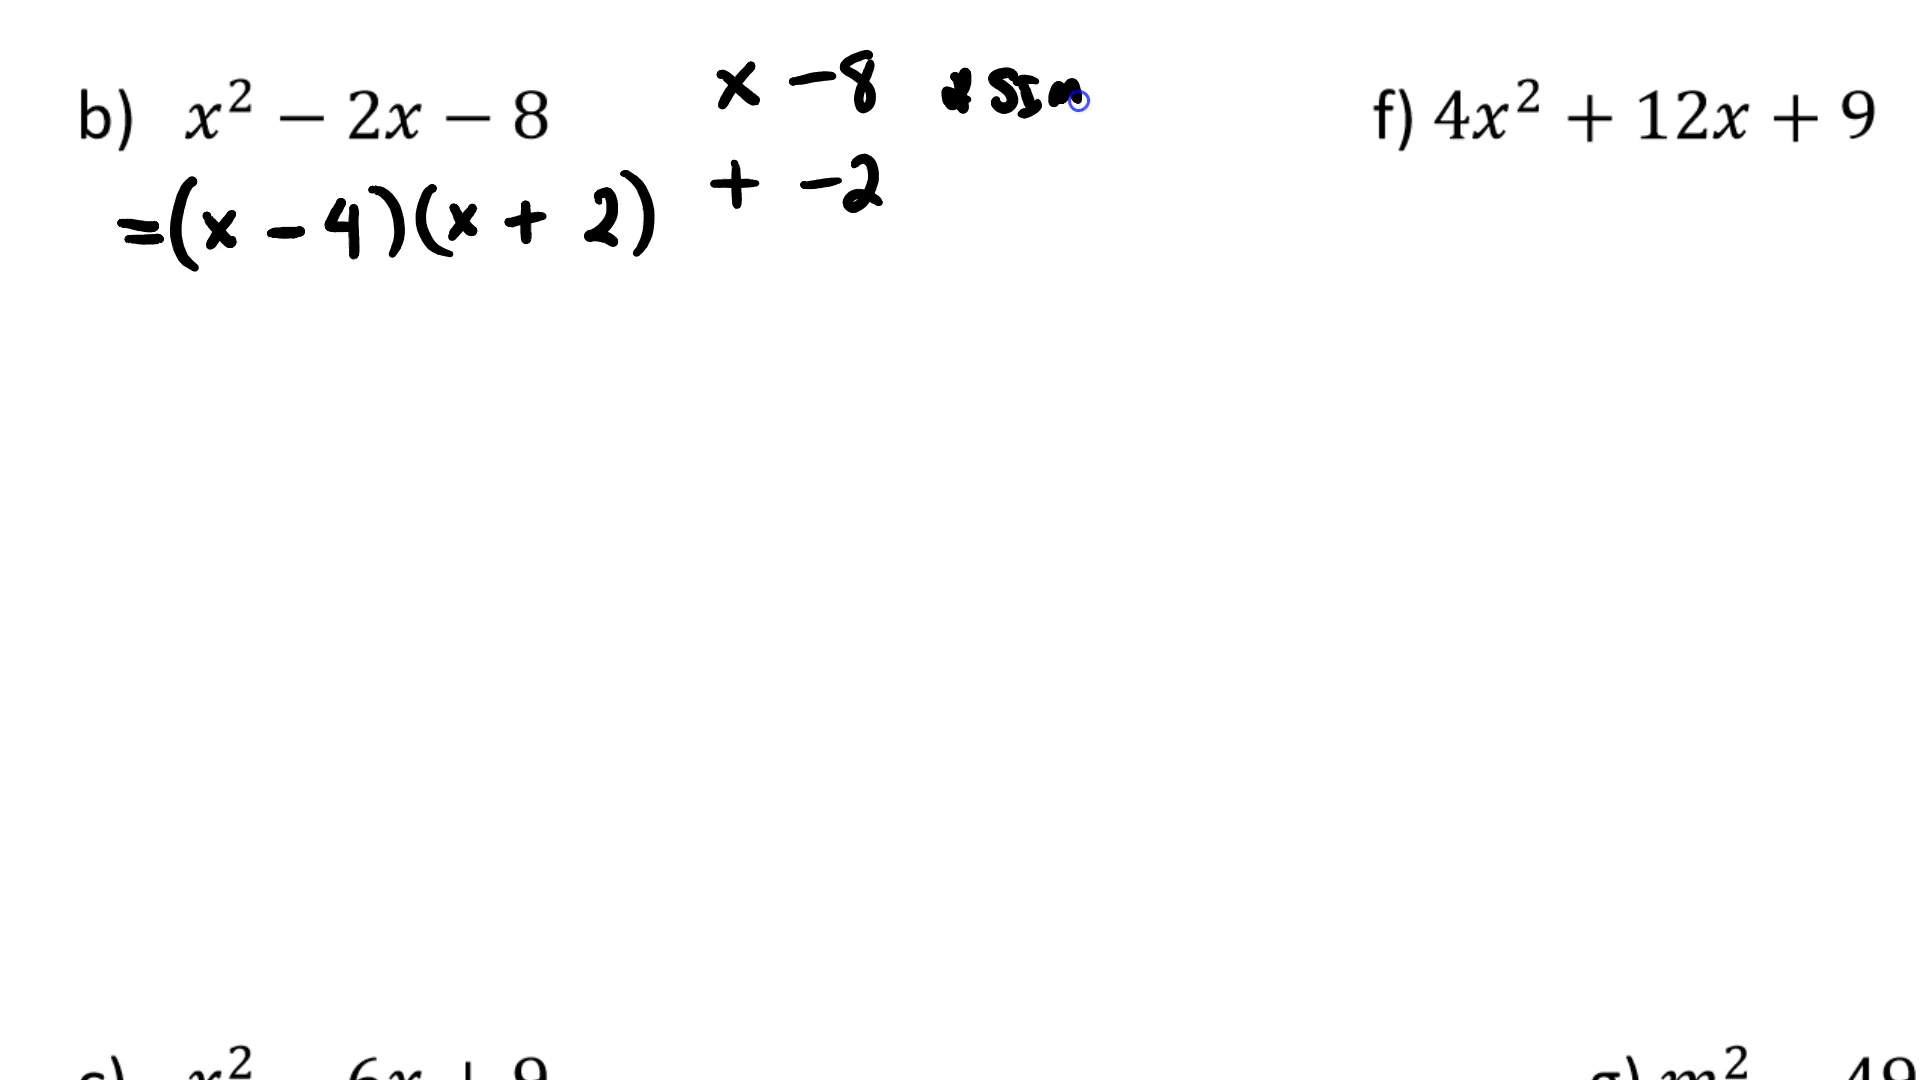 b) x² − 2x − 8
x −8
= (x − 4)(x + 2)
+ −2
f) 4x² + 12x + 9